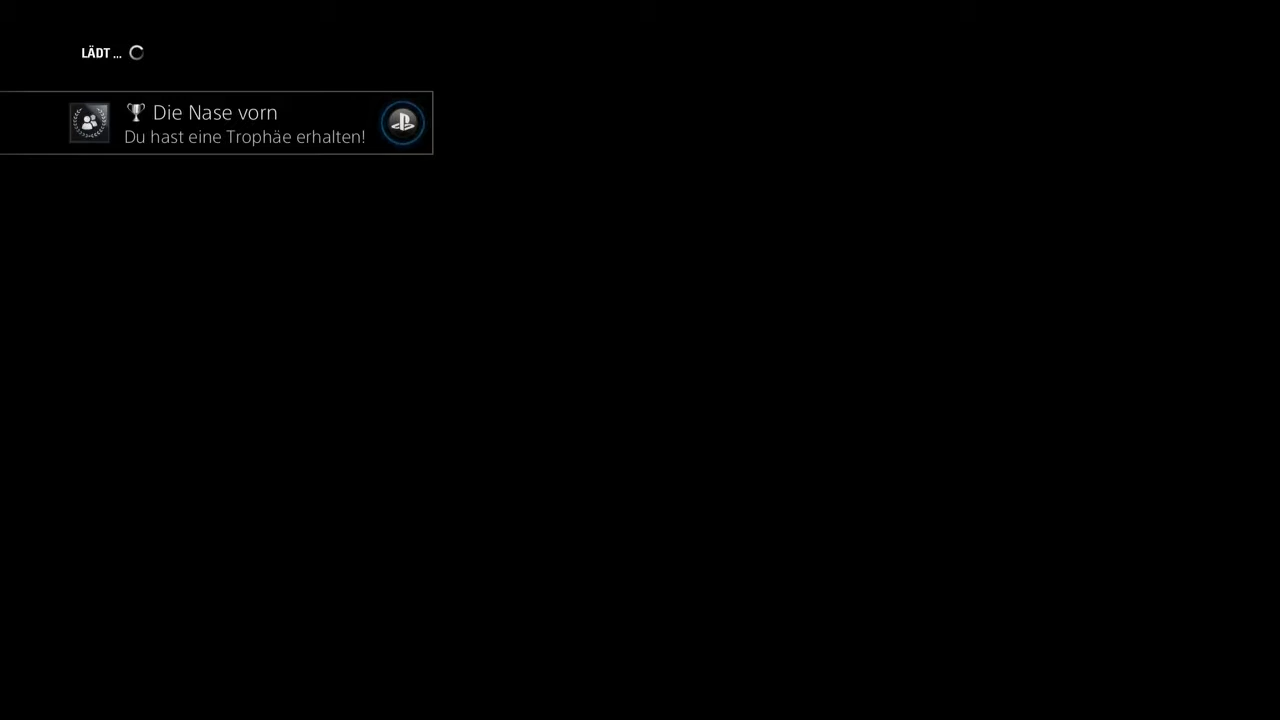 LÄDT ...
Die Nase vorn
Du hast eine Trophäe erhalten!